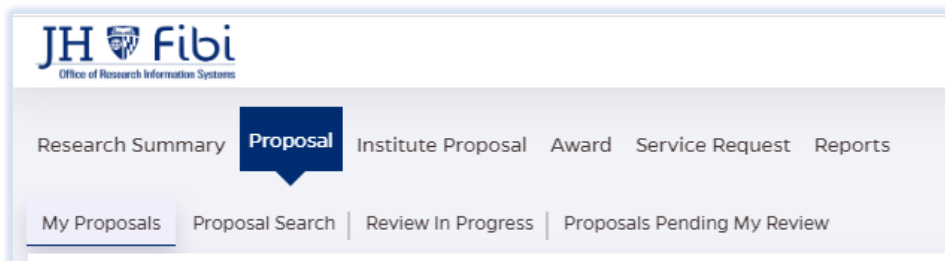 JH Fibi
Office of Research Information Systems
Research Summary Proposal Institute Proposal Award Service Request Reports
My Proposals Proposal Search Review In Progress Proposals Pending My Review